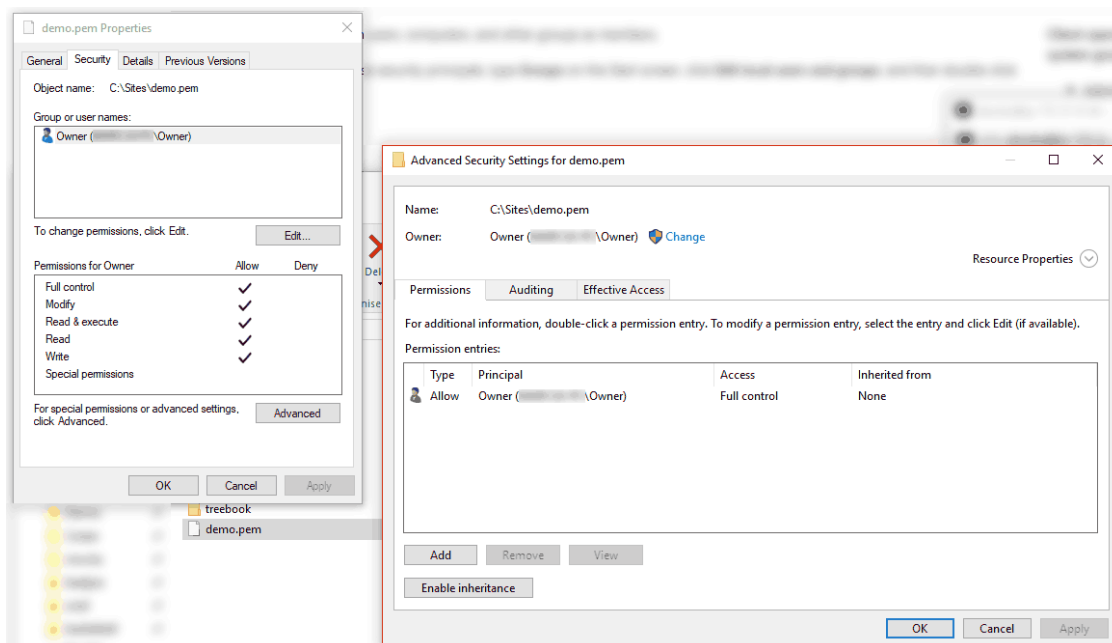 demo.pem Properties
General Security Details Previous Versions
Object name: C:\Sites\demo.pem
Group or user names:
Owner ( \Owner)
To change permissions, click Edit.
Edit...
Permissions for Owner Allow Deny
Full control
Modify
Read & execute
Read
Write
Special permissions
For special permissions or advanced settings,
click Advanced.
Advanced
OK Cancel Apply
treebook
demo.pem
Del
nise
Advanced Security Settings for demo.pem
Name: C:\Sites\demo.pem
Owner: Owner ( \Owner) Change
Resource Properties
Permissions Auditing Effective Access
For additional information, double-click a permission entry. To modify a permission entry, select the entry and click Edit (if available).
Permission entries:
Type Principal Access Inherited from
Allow Owner ( \Owner) Full control None
Add Remove View
Enable inheritance
OK Cancel Apply